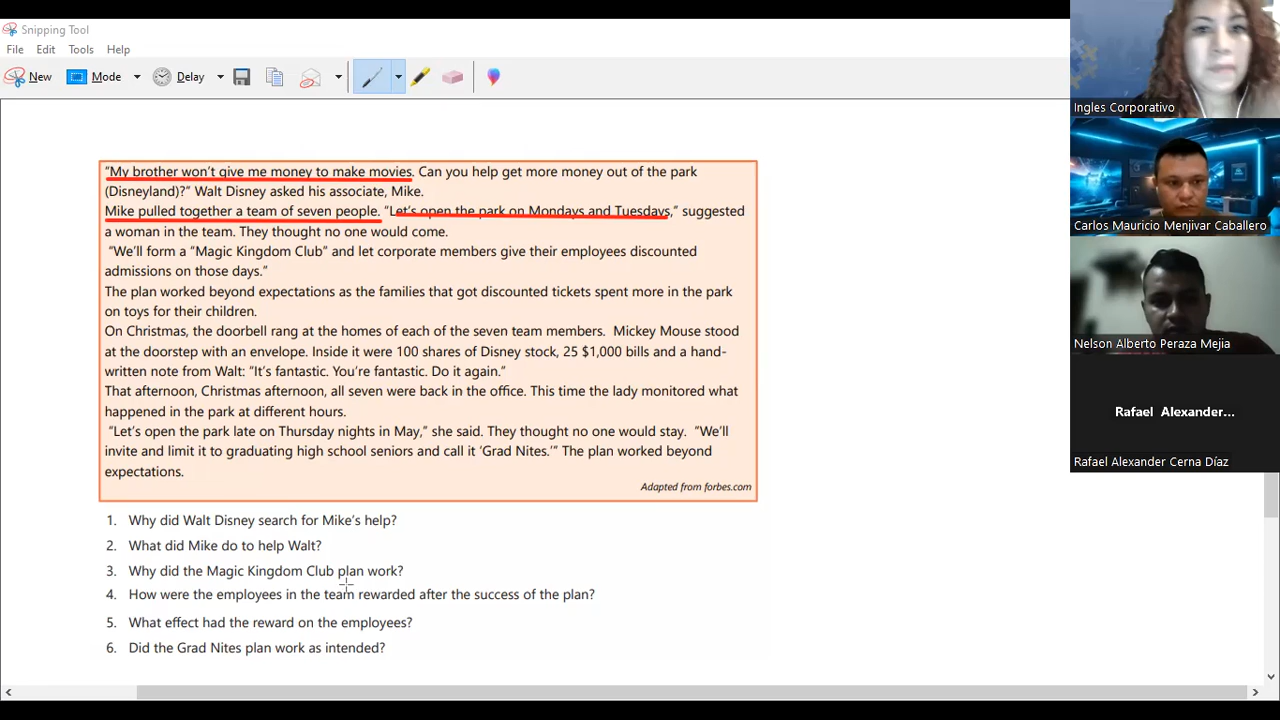 Snipping Tool
File Edit Tools Help
New Mode Delay
"My brother won't give me money to make movies. Can you help get more money out of the park
(Disneyland)?" Walt Disney asked his associate, Mike.
Mike pulled together a team of seven people. "Let's open the park on Mondays and Tuesdays," suggested
a woman in the team. They thought no one would come.
"We'll form a "Magic Kingdom Club" and let corporate members give their employees discounted
admissions on those days."
The plan worked beyond expectations as the families that got discounted tickets spent more in the park
on toys for their children.
On Christmas, the doorbell rang at the homes of each of the seven team members. Mickey Mouse stood
at the doorstep with an envelope. Inside it were 100 shares of Disney stock, 25 $1,000 bills and a hand-
written note from Walt: "It's fantastic. You're fantastic. Do it again."
That afternoon, Christmas afternoon, all seven were back in the office. This time the lady monitored what
happened in the park at different hours.
"Let's open the park late on Thursday nights in May," she said. They thought no one would stay. "We'll
invite and limit it to graduating high school seniors and call it 'Grad Nites.'" The plan worked beyond
expectations.
Adapted from forbes.com
1. Why did Walt Disney search for Mike's help?
2. What did Mike do to help Walt?
3. Why did the Magic Kingdom Club plan work?
4. How were the employees in the team rewarded after the success of the plan?
5. What effect had the reward on the employees?
6. Did the Grad Nites plan work as intended?
Ingles Corporativo
Carlos Mauricio Menjivar Caballero
Nelson Alberto Peraza Mejia
Rafael Alexander...
Rafael Alexander Cerna Díaz